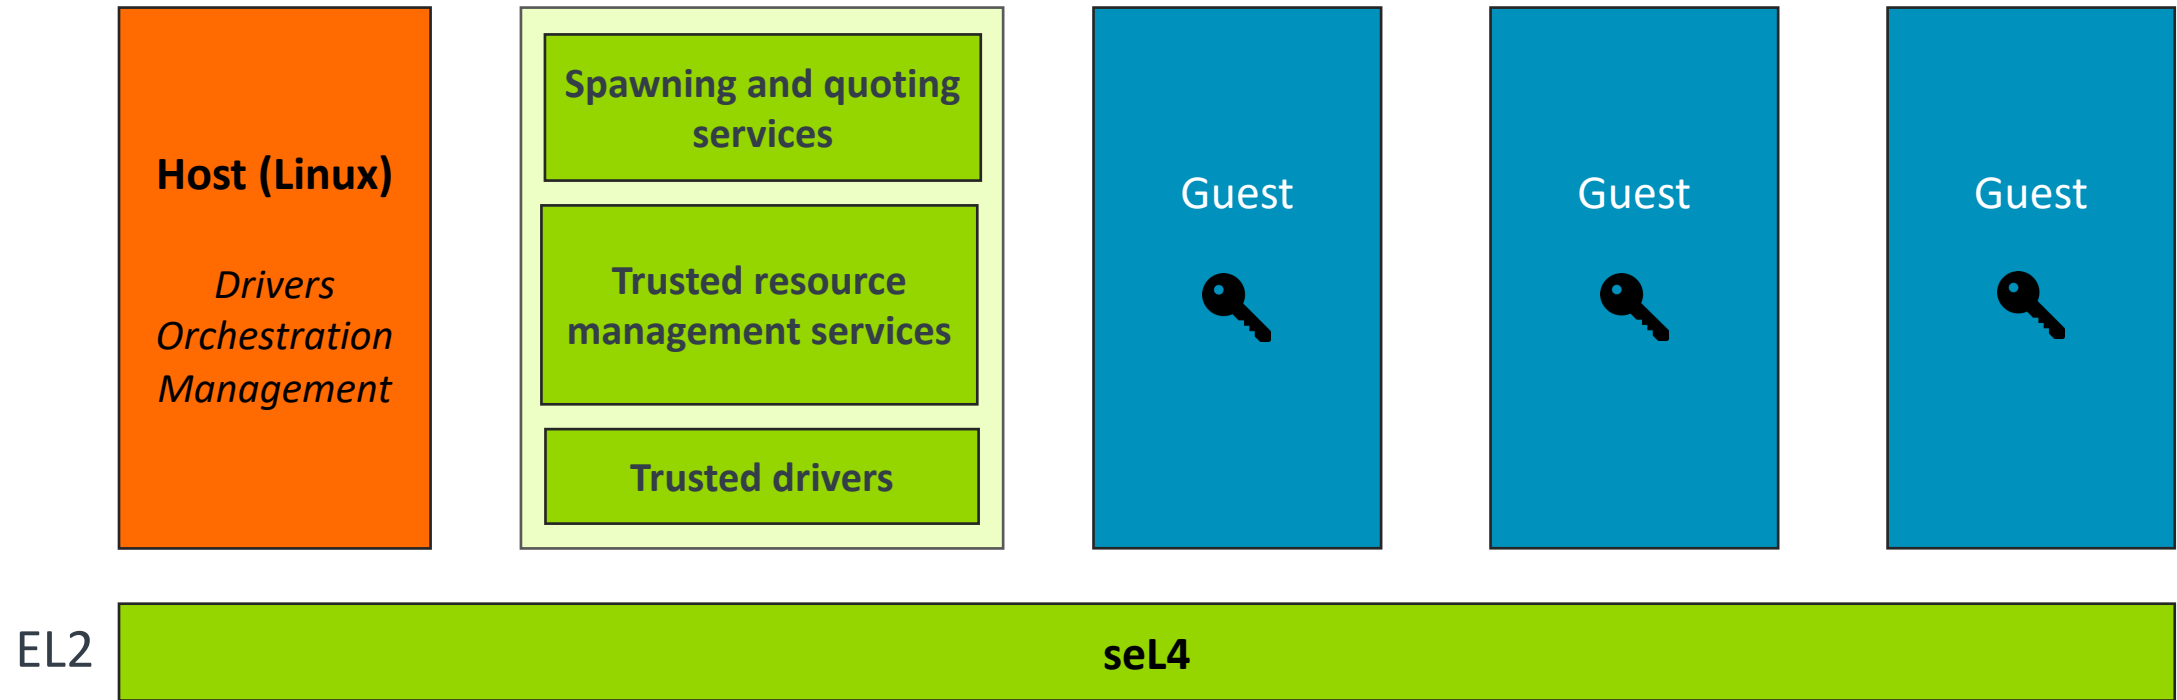 Host (Linux)
Drivers
Orchestration
Management
Spawning and quoting
services
Trusted resource
management services
Trusted drivers
Guest
Guest
Guest
EL2
seL4